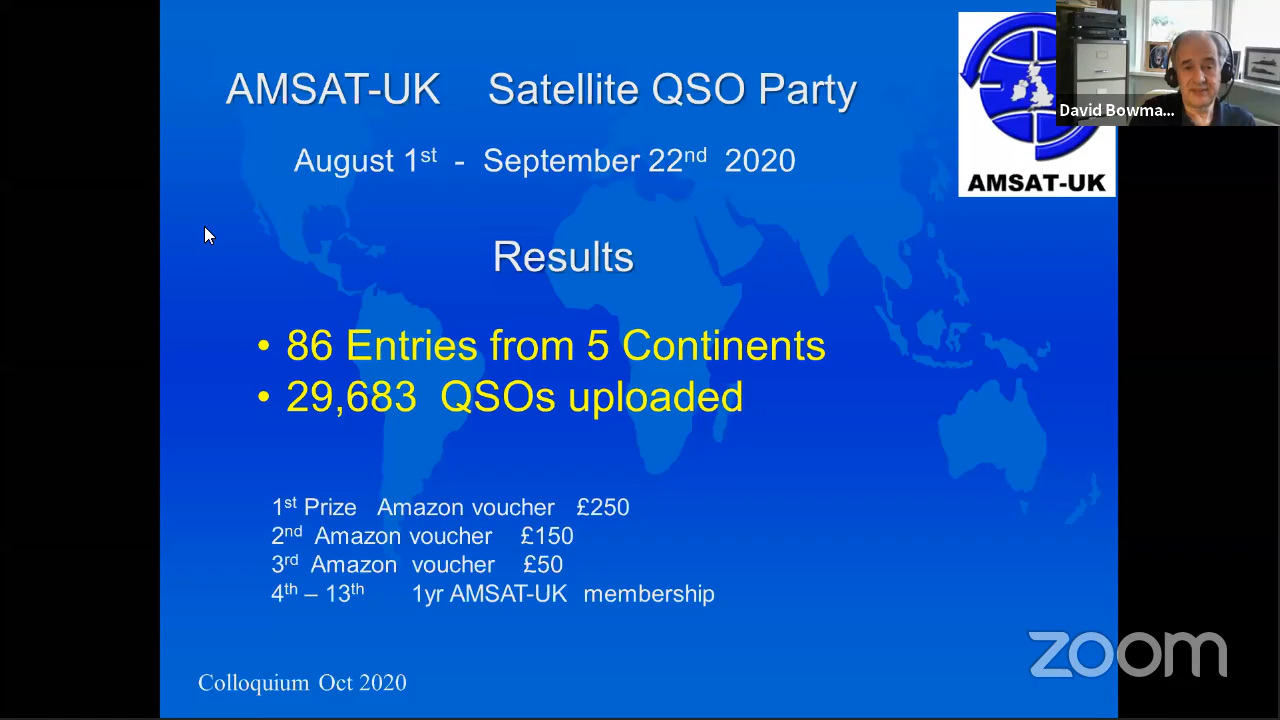 AMSAT-UK Satellite QSO Party
August 1st - September 22nd 2020
Results
• 86 Entries from 5 Continents
• 29,683 QSOs uploaded
1st Prize Amazon voucher £250
2nd Amazon voucher £150
3rd Amazon voucher £50
4th – 13th 1yr AMSAT-UK membership
Colloquium Oct 2020
AMSAT-UK
David Bowma...
zoom